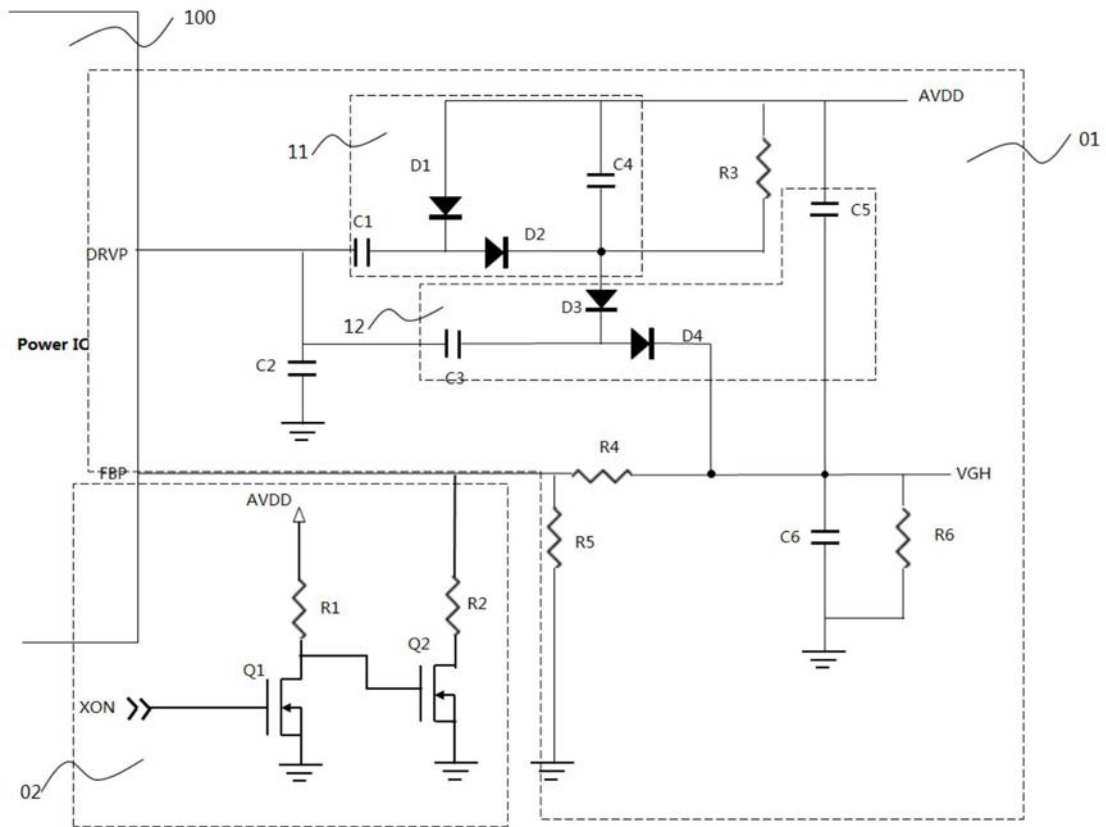 100
AVDD
01
11
D1
C4
R3
C5
C1
D2
DRVP
D3
12
D4
Power IC
C2
C3
R4
FBP
VGH
AVDD
R5
C6
R6
R1
R2
Q1
Q2
XON
02